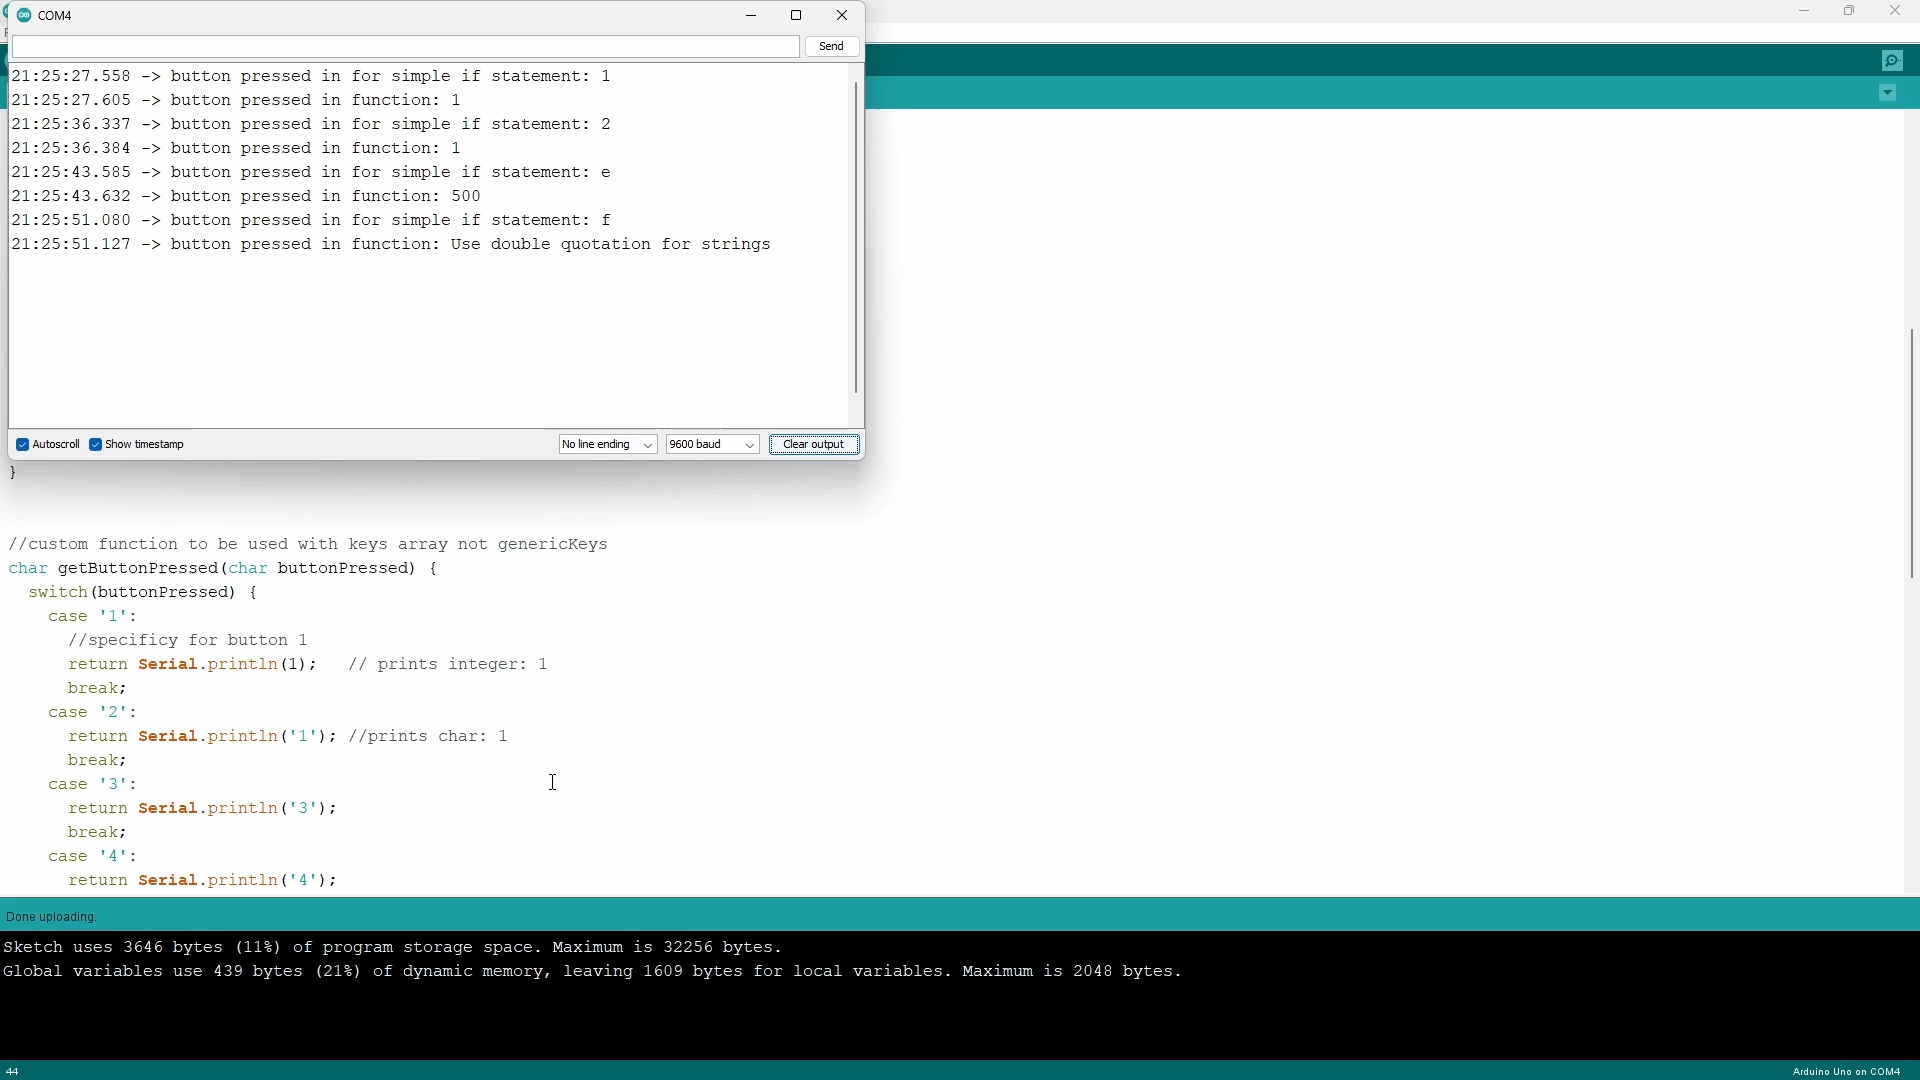 COM4
Send
21:25:27.558 -> button pressed in for simple if statement: 1
21:25:27.605 -> button pressed in function: 1
21:25:36.337 -> button pressed in for simple if statement: 2
21:25:36.384 -> button pressed in function: 1
21:25:43.585 -> button pressed in for simple if statement: e
21:25:43.632 -> button pressed in function: 500
21:25:51.080 -> button pressed in for simple if statement: f
21:25:51.127 -> button pressed in function: Use double quotation for strings
Autoscroll Show timestamp No line ending 9600 baud Clear output
}
//custom function to be used with keys array not genericKeys
char getButtonPressed(char buttonPressed) {
switch(buttonPressed) {
case '1':
//specificy for button 1
return Serial.println(1); // prints integer: 1
break;
case '2':
return Serial.println('1'); //prints char: 1
break;
case '3':
return Serial.println('3');
break;
case '4':
return Serial.println('4');
Done uploading.
Sketch uses 3646 bytes (11%) of program storage space. Maximum is 32256 bytes.
Global variables use 439 bytes (21%) of dynamic memory, leaving 1609 bytes for local variables. Maximum is 2048 bytes.
44 Arduino Uno on COM4